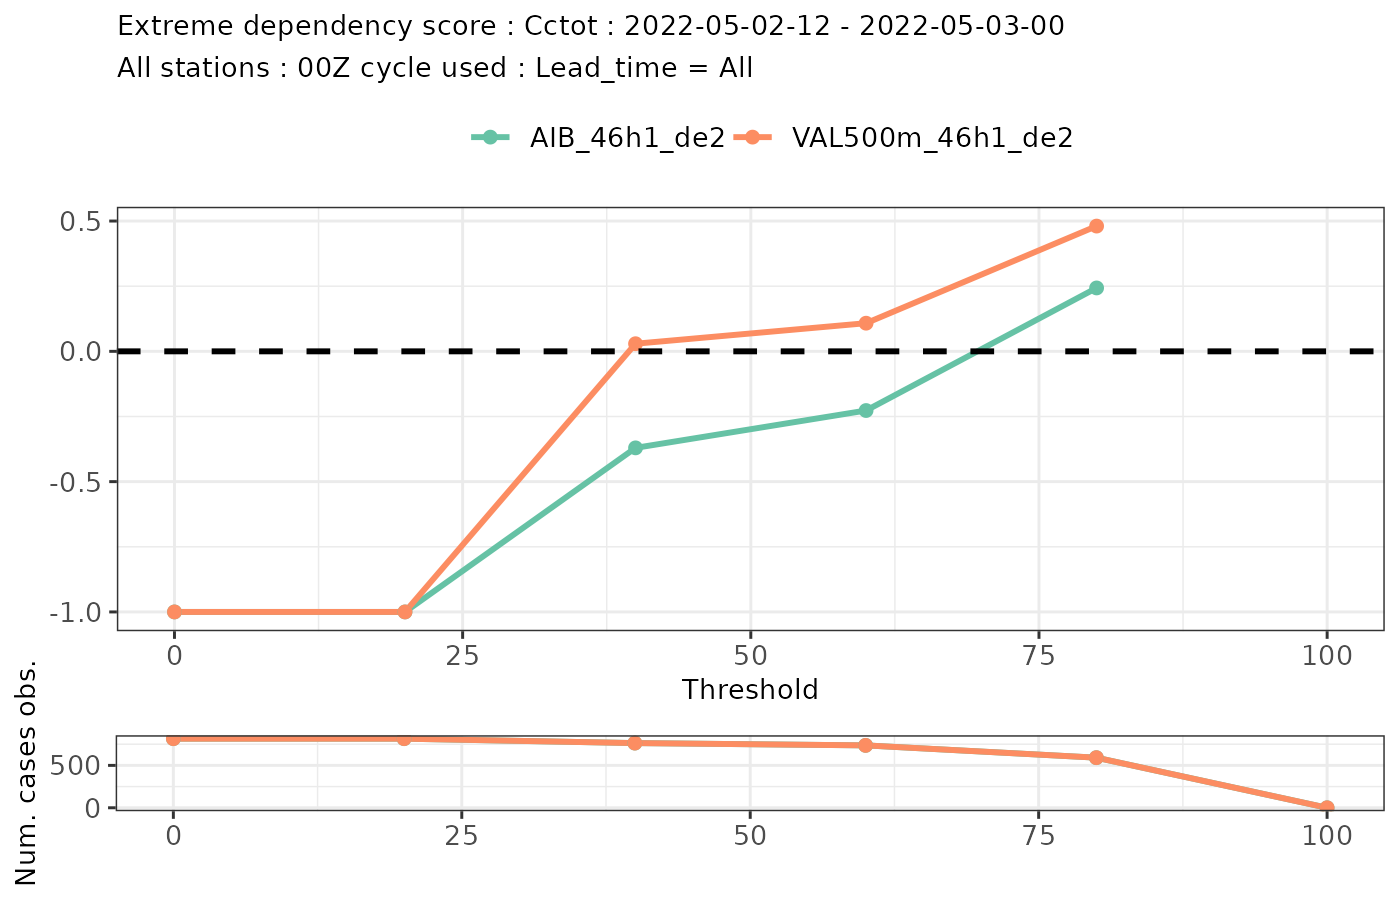 Extreme dependency score : Cctot : 2022-05-02-12 - 2022-05-03-00
All stations : 00Z cycle used : Lead_time = All
AIB_46h1_de2 VAL500m_46h1_de2
0.5
0.0
-0.5
-1.0
0 25 50 75 100
Threshold
Num. cases obs.
500
0
0 25 50 75 100